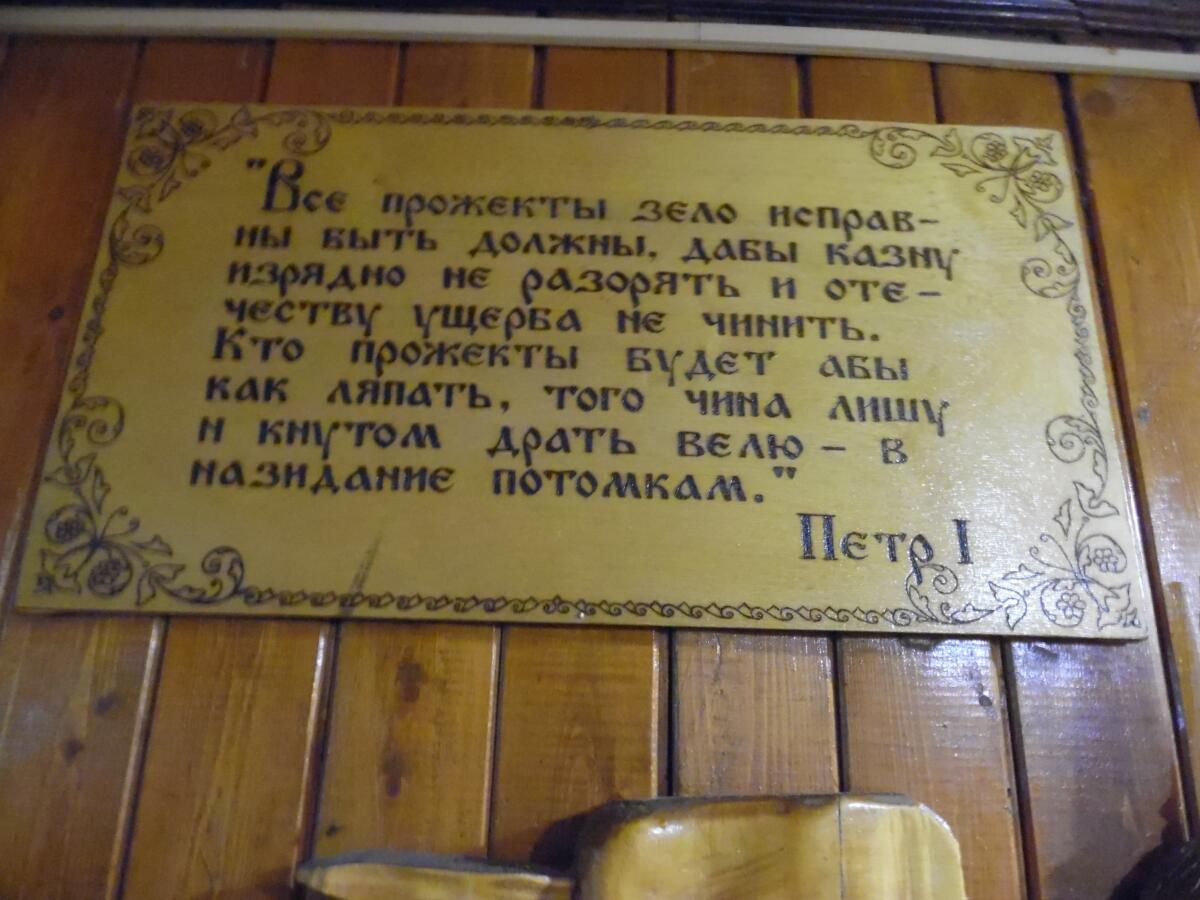 "Все прожекты зело исправ-
ны быть должны, дабы казну
изрядно не разорять и оте-
честву ущерба не чинить.
Кто прожекты будет абы
как ляпать, того чина лишу
и кнутом драть велю - в
назидание потомкам."
Петр I